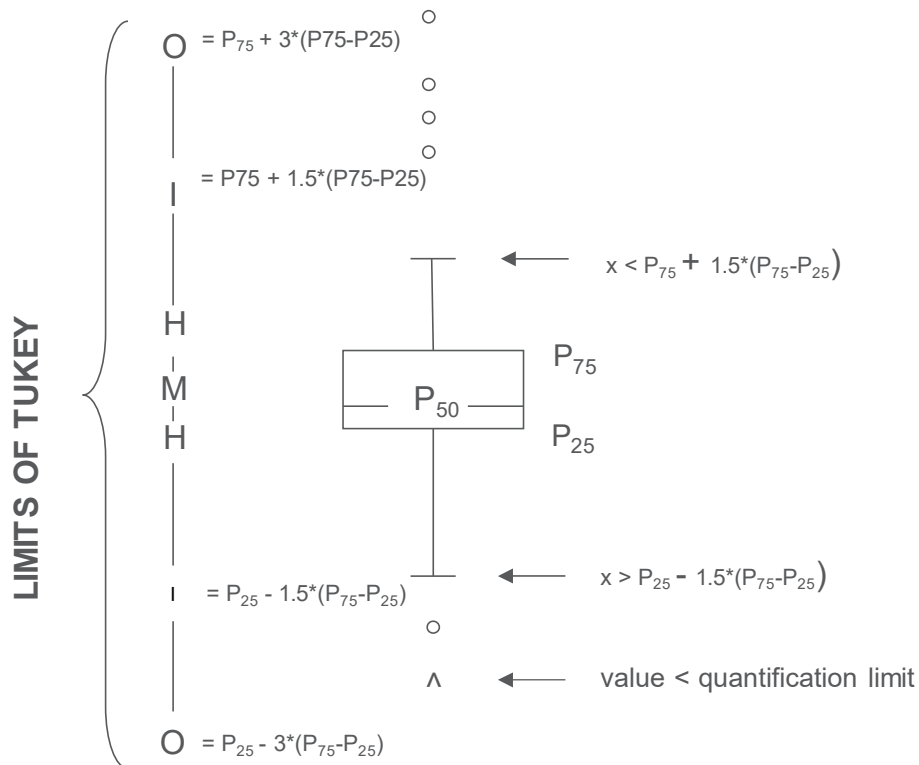 LIMITS OF TUKEY
O = P₇₅ + 3*(P75-P25)
I = P75 + 1.5*(P75-P25)
H
M
H
I = P₂₅ - 1.5*(P₇₅-P₂₅)
O = P₂₅ - 3*(P₇₅-P₂₅)
x < P₇₅ + 1.5*(P₇₅-P₂₅)
P₇₅
P₅₀
P₂₅
x > P₂₅ - 1.5*(P₇₅-P₂₅)
^
value < quantification limit